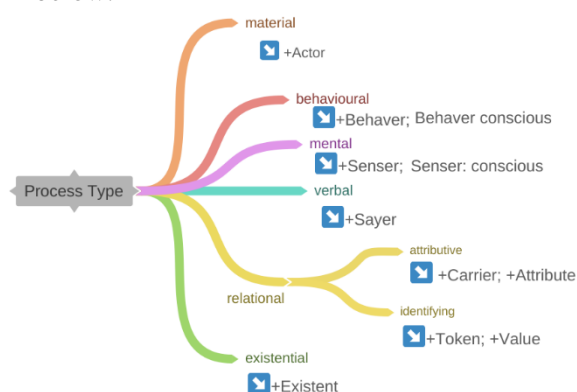 material
+Actor
behavioural
+Behaver; Behaver conscious
mental
+Senser; Senser: conscious
Process Type
verbal
+Sayer
attributive
+Carrier; +Attribute
relational
identifying
+Token; +Value
existential
+Existent